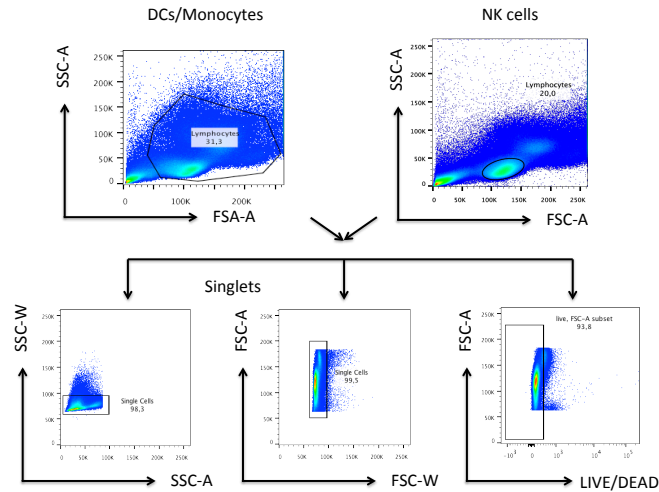 DCs/Monocytes
NK cells
SSC-A
250K
200K
150K
100K
50K
0
Lymphocytes
31,3
0
100K
200K
FSA-A
SSC-A
250K
200K
150K
100K
50K
0
Lymphocytes
20,0
0
50K
100K
150K
200K
250K
FSC-A
Singlets
SSC-W
250K
200K
150K
100K
50K
0
Single Cells
98,3
0
50K
100K
150K
200K
250K
SSC-A
FSC-A
250K
200K
150K
100K
50K
0
Single Cells
99,5
0
50K
100K
150K
200K
250K
FSC-W
FSC-A
250K
200K
150K
100K
50K
0
live, FSC-A subset
93,8
-10³
0
10³
10⁴
10⁵
LIVE/DEAD